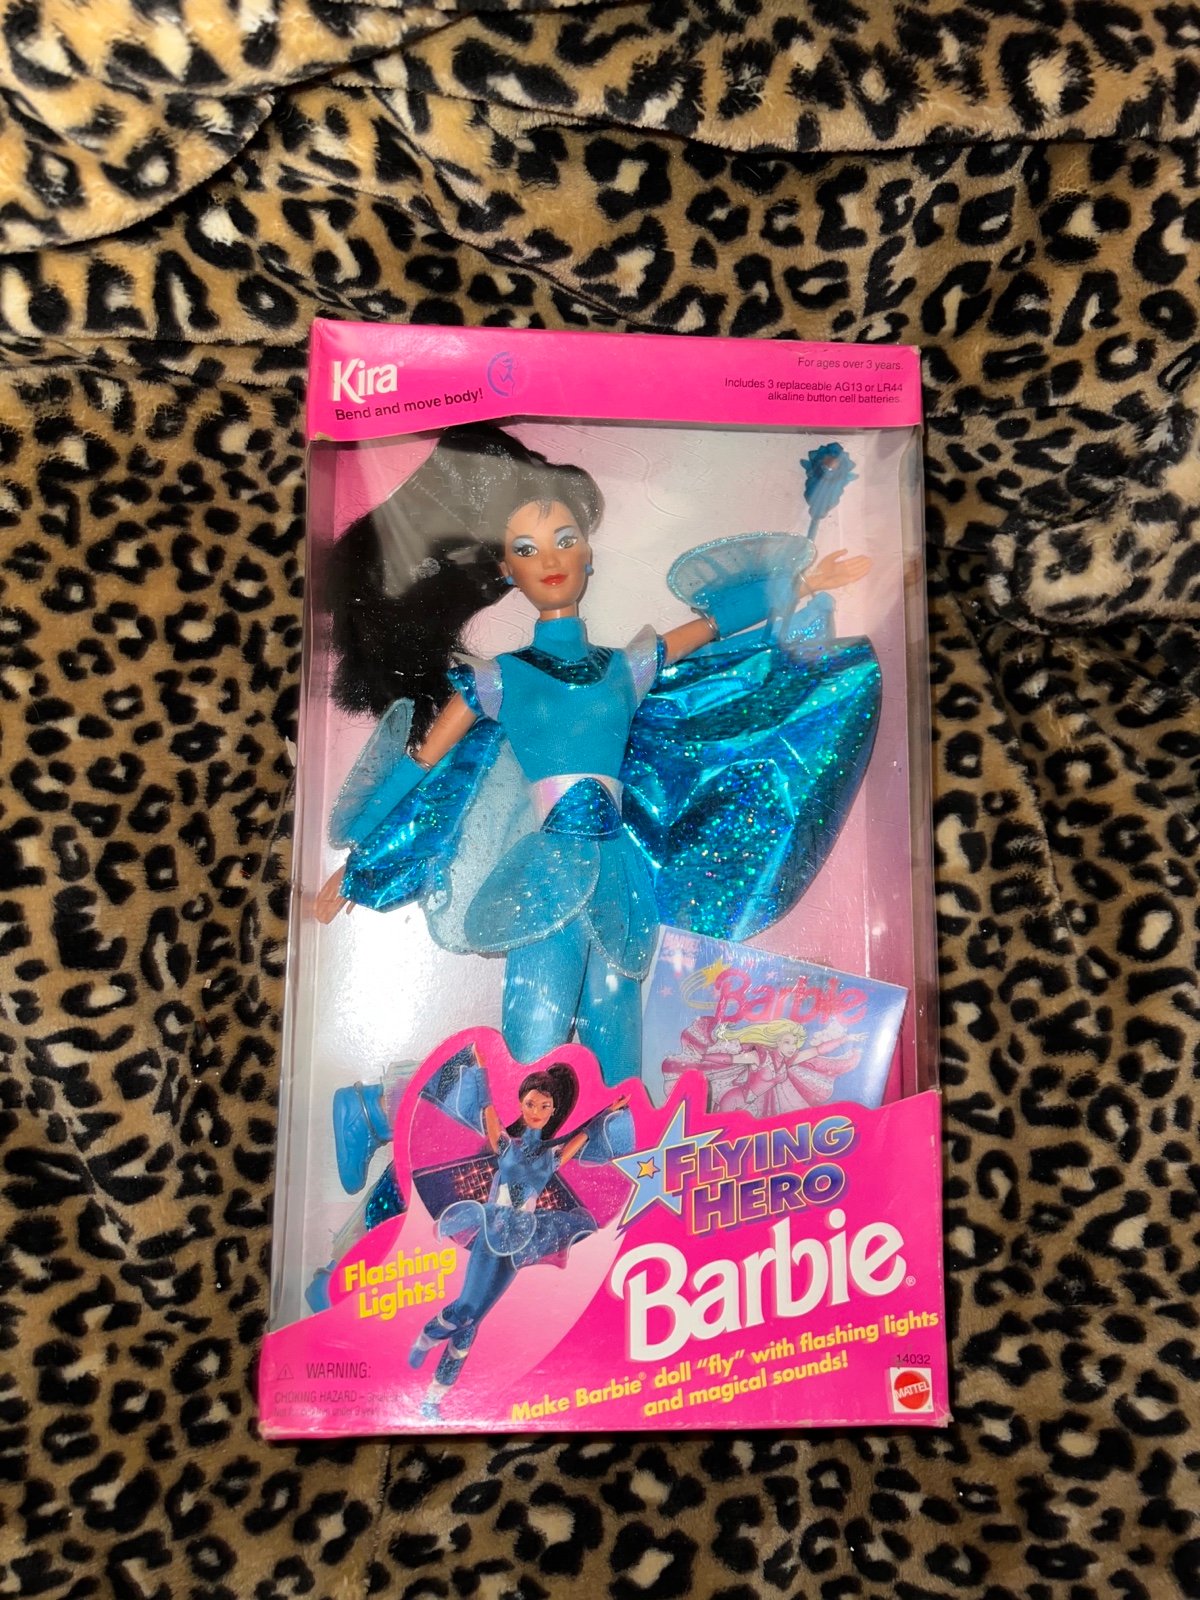 Kira®
Bend and move body!
For ages over 3 years.
Includes 3 replaceable AG13 or LR44
alkaline button cell batteries.
Barbie
FLYING
HERO
Barbie®
Flashing
Lights!
Make Barbie® doll "fly" with flashing lights
and magical sounds!
WARNING:
CHOKING HAZARD –
14032
MATTEL